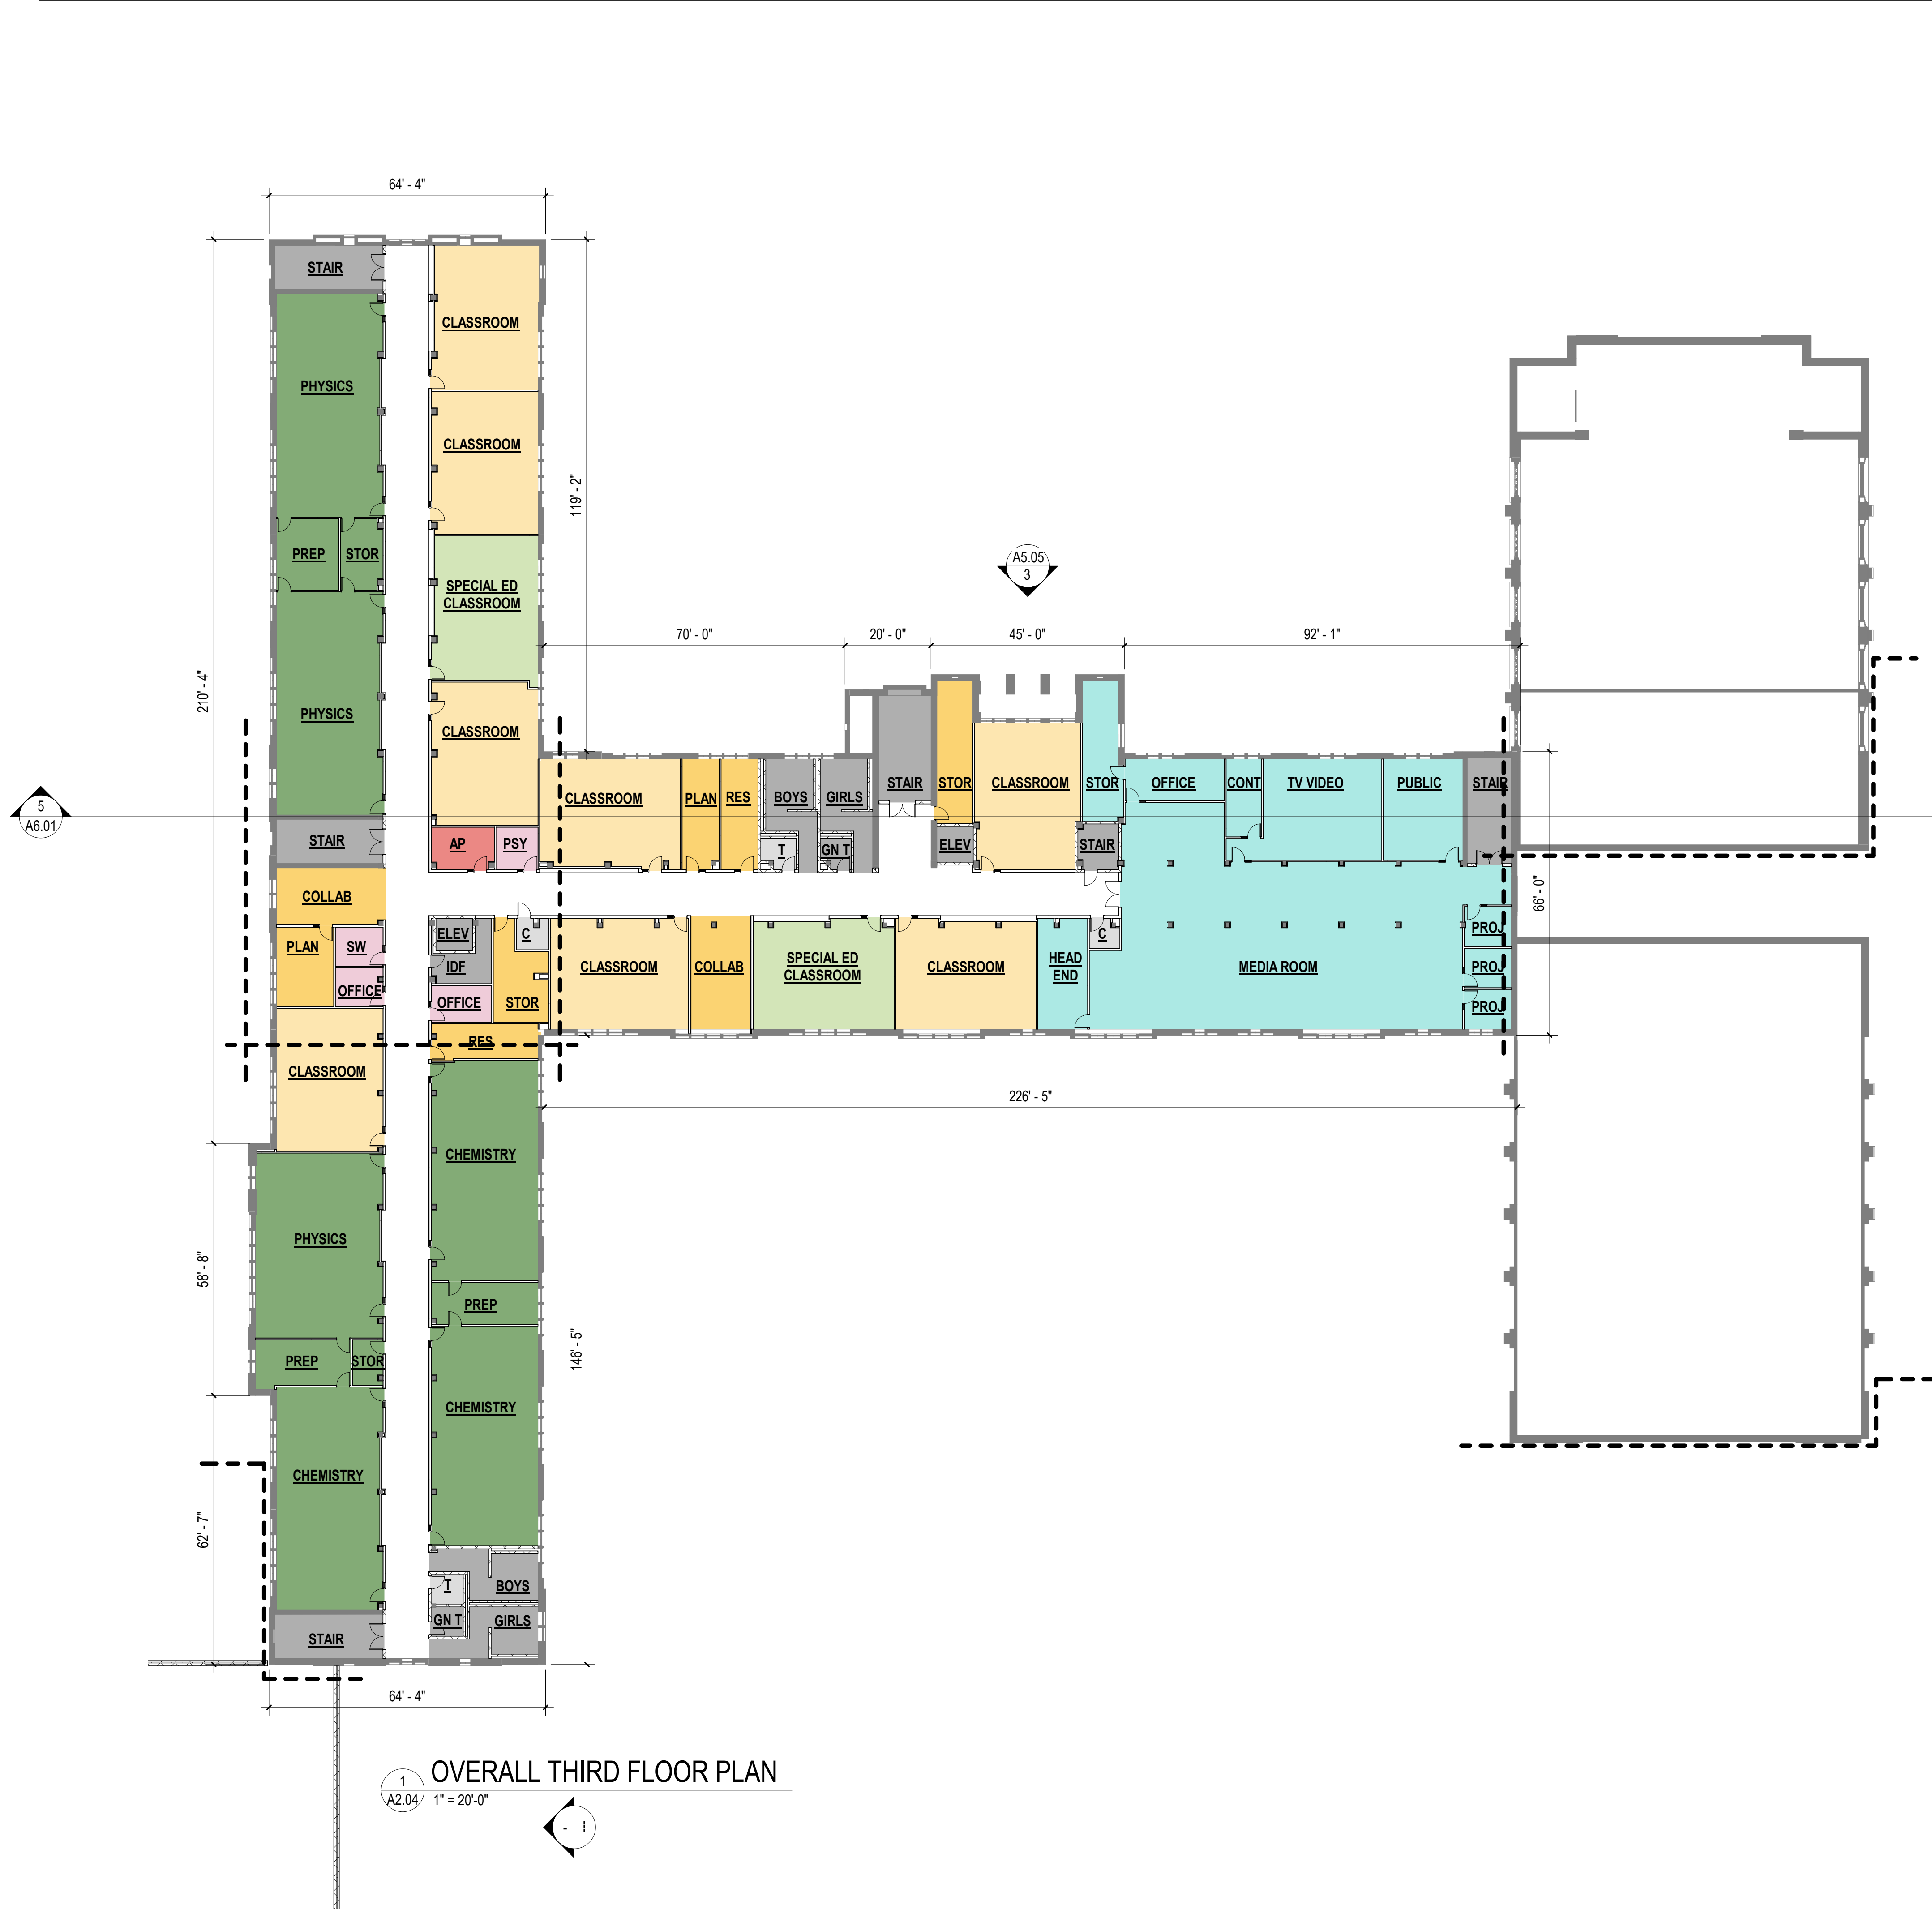 64' - 4"
STAIR
CLASSROOM
PHYSICS
CLASSROOM
119' - 2"
PREP
STOR
A5.05
3
SPECIAL ED
CLASSROOM
70' - 0"
20' - 0"
45' - 0"
92' - 1"
210' - 4"
PHYSICS
CLASSROOM
STAIR
STOR
CLASSROOM
STOR
OFFICE
CONT
TV VIDEO
PUBLIC
STAIR
CLASSROOM
PLAN
RES
BOYS
GIRLS
5
A6.01
STAIR
AP
PSY
T
GN T
ELEV
STAIR
COLLAB
66' - 0"
ELEV
C
C
PROJ
PLAN
SW
IDF
CLASSROOM
COLLAB
SPECIAL ED
CLASSROOM
CLASSROOM
HEAD
END
MEDIA ROOM
PROJ
OFFICE
OFFICE
STOR
PROJ
RES
CLASSROOM
226' - 5"
CHEMISTRY
PHYSICS
58' - 8"
PREP
PREP
STOR
146' - 5"
CHEMISTRY
CHEMISTRY
62' - 7"
T
BOYS
GN T
GIRLS
STAIR
64' - 4"
1
A2.04
OVERALL THIRD FLOOR PLAN
1" = 20'-0"